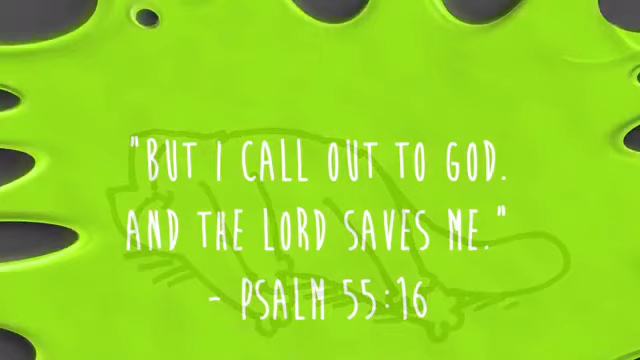 "BUT I CALL OUT TO GOD.
AND THE LORD SAVES ME."
- PSALM 55:16